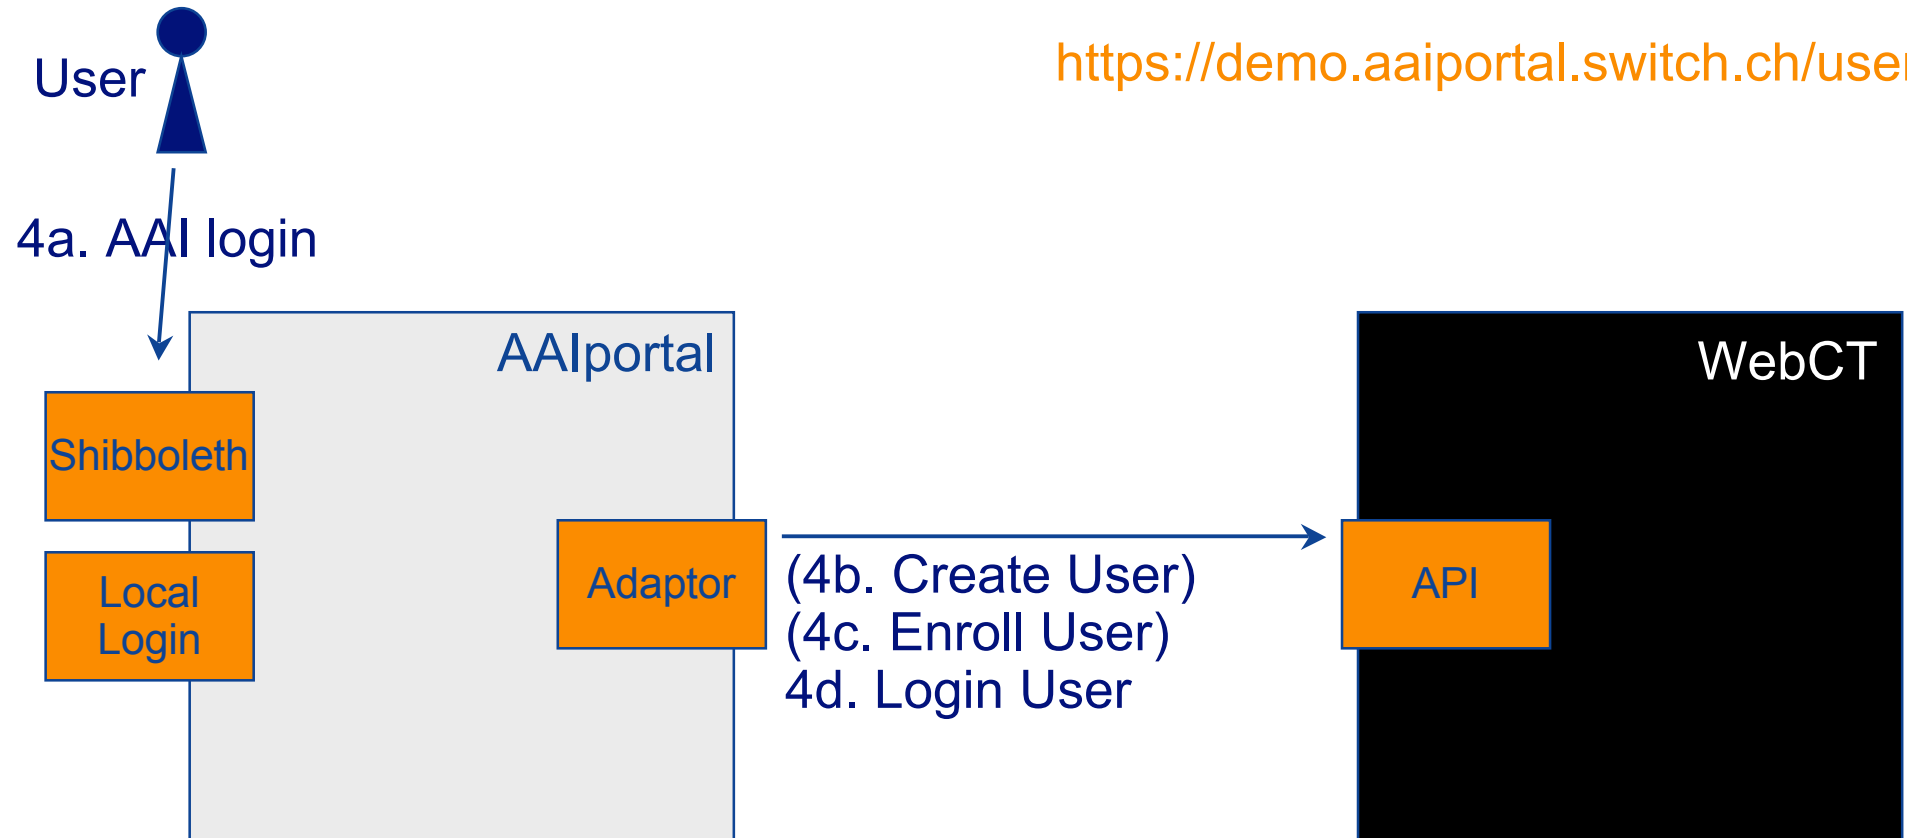 User
https://demo.aaiportal.switch.ch/user
4a. AAI login
AAIportal
WebCT
Shibboleth
Adaptor
API
Local
Login
(4b. Create User)
(4c. Enroll User)
4d. Login User